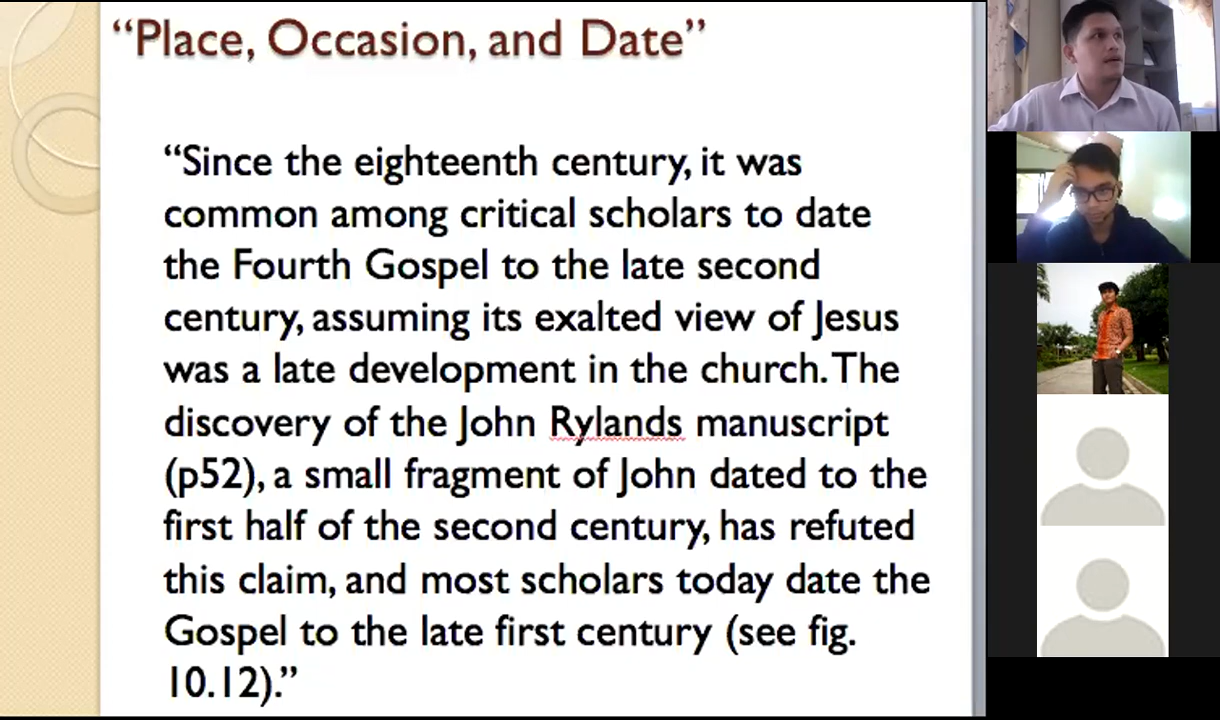 “Place, Occasion, and Date”
“Since the eighteenth century, it was
common among critical scholars to date
the Fourth Gospel to the late second
century, assuming its exalted view of Jesus
was a late development in the church. The
discovery of the John Rylands manuscript
(p52), a small fragment of John dated to the
first half of the second century, has refuted
this claim, and most scholars today date the
Gospel to the late first century (see fig.
10.12).”